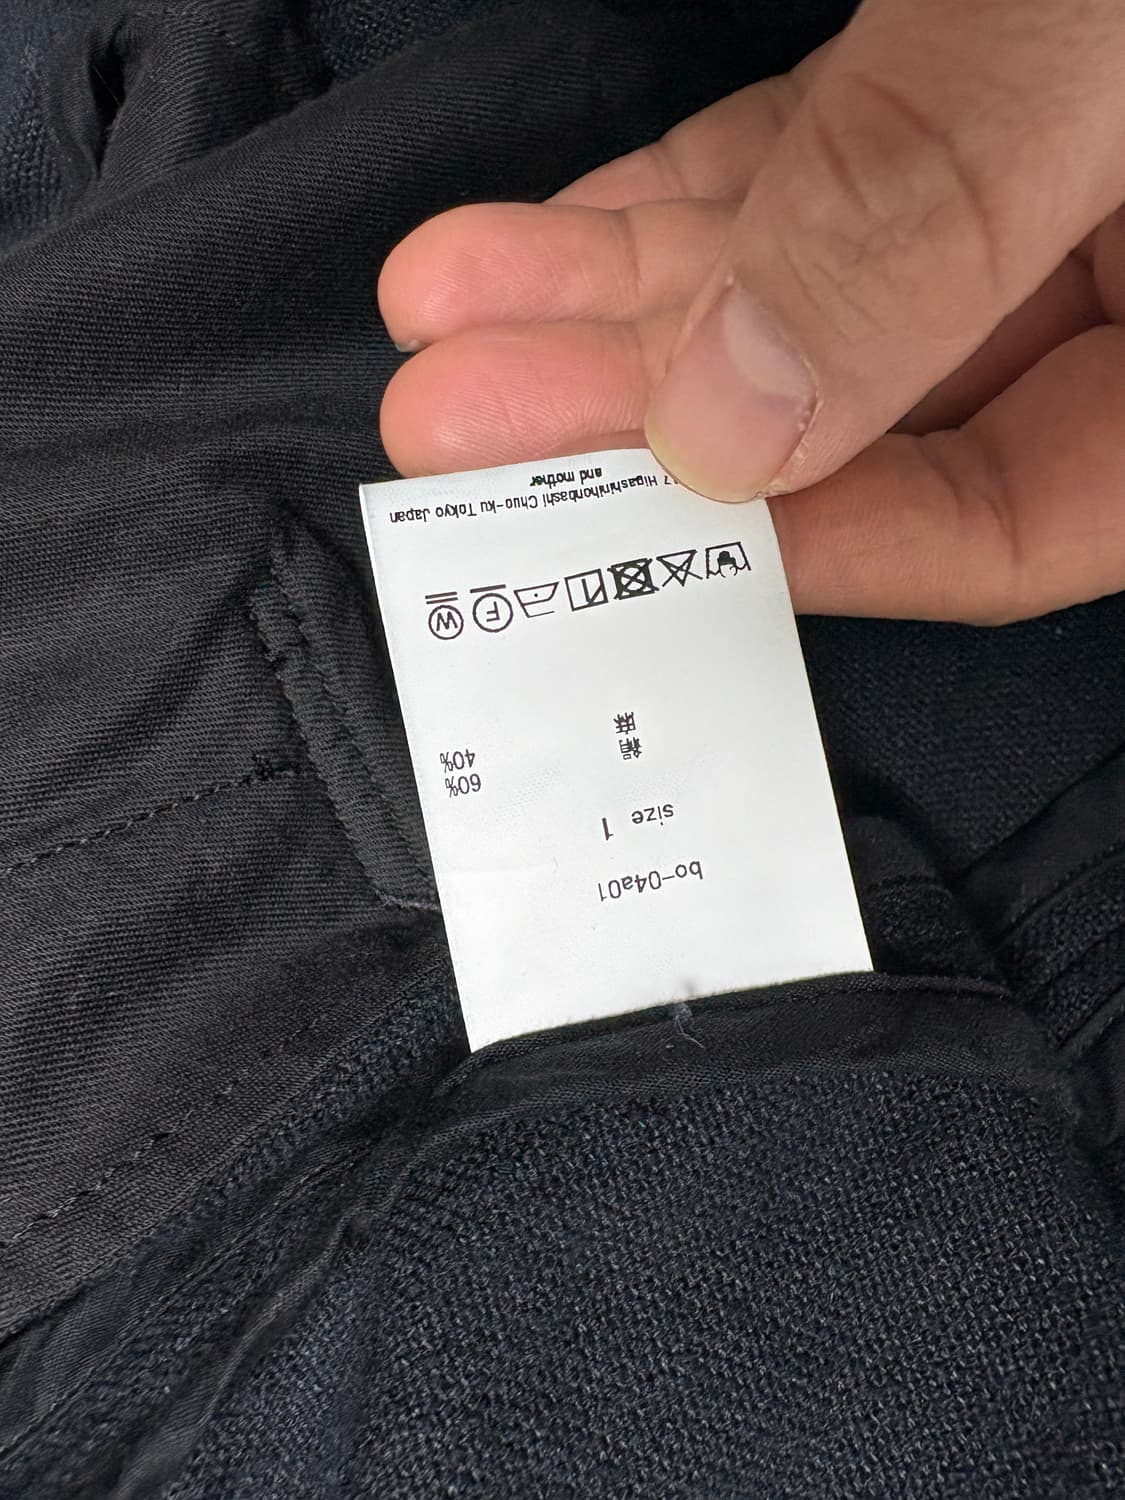 bo-04a01
size 1
綿 60%
麻 40%
W F
and mother
Higashinihonbashi Chuo-ku Tokyo Japan